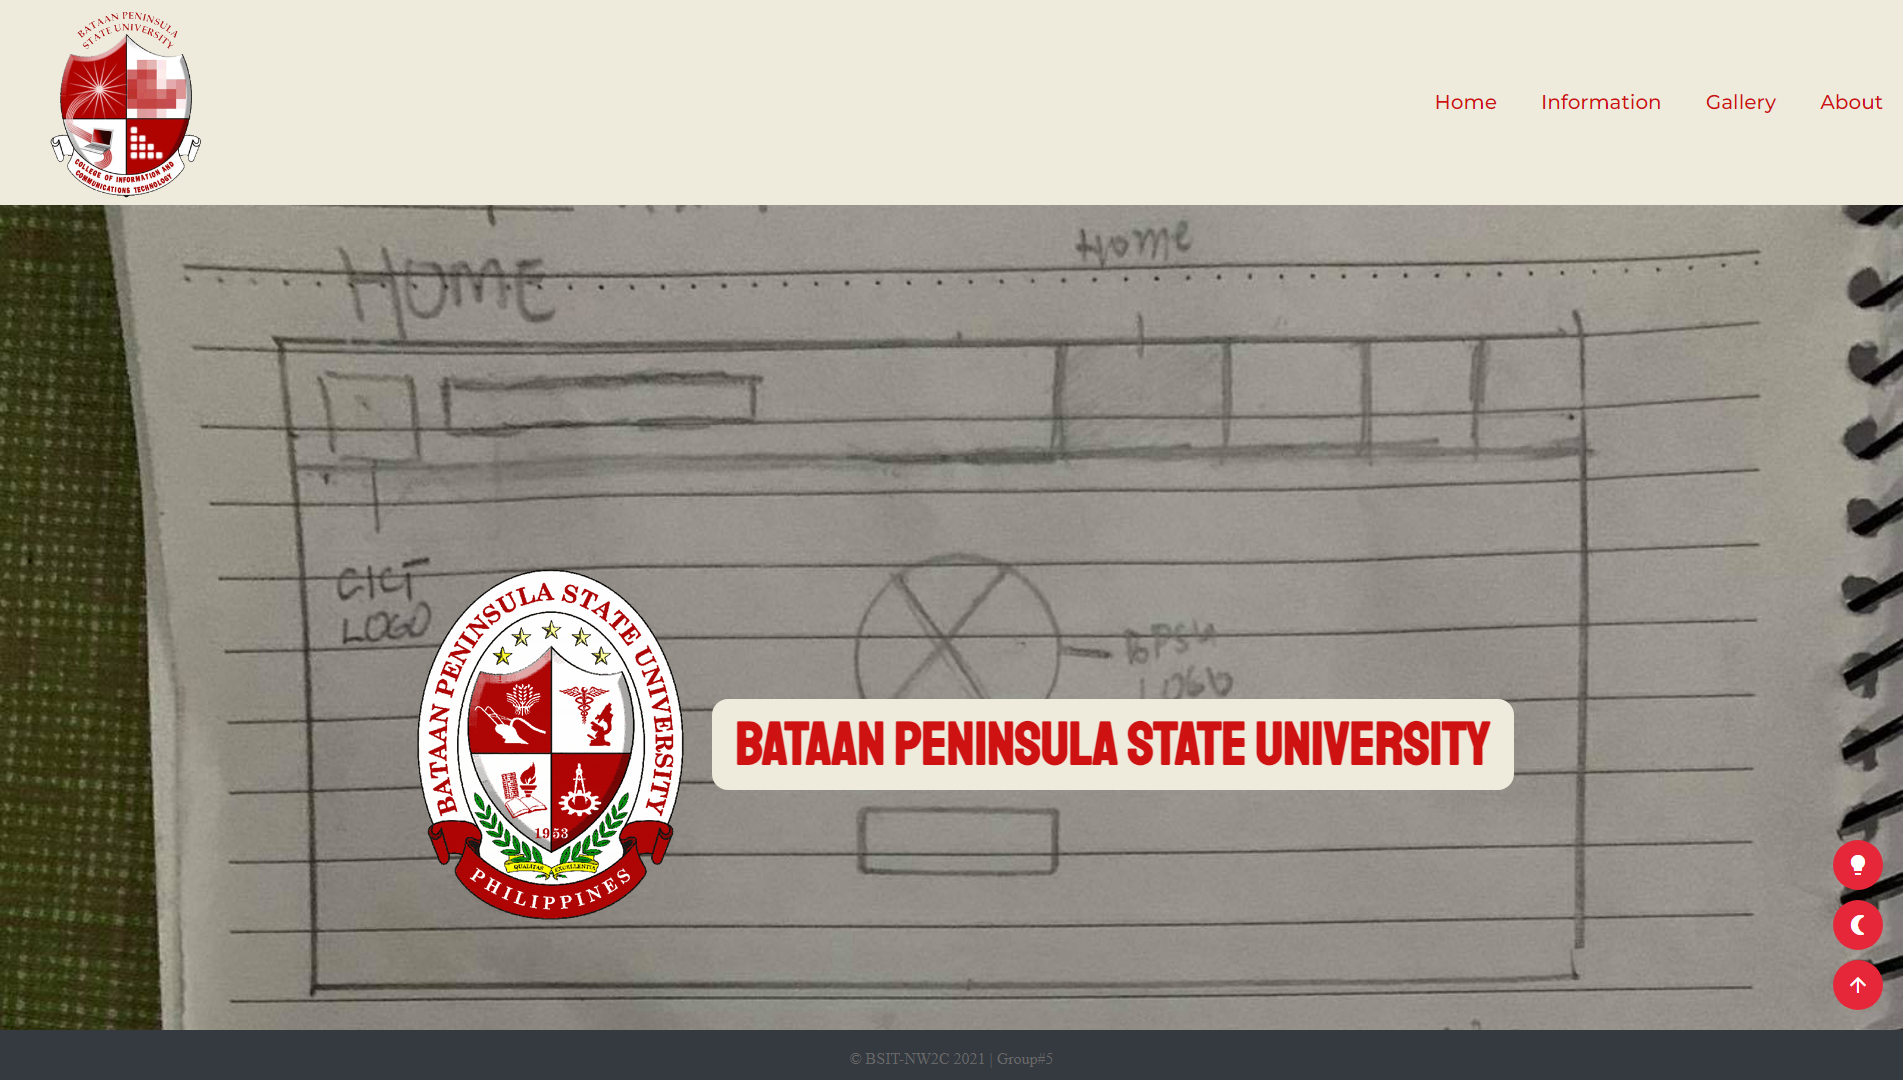 BATAAN PENINSULA
STATE UNIVERSITY
COLLEGE OF INFORMATION AND
COMMUNICATIONS TECHNOLOGY
Home Information Gallery About
Home
HOME
CICT
LOGO
BPSU
LOGO
BATAAN PENINSULA STATE UNIVERSITY
1953
QUALITAS EXCELLENTIA
PHILIPPINES
BATAAN PENINSULA STATE UNIVERSITY
© BSIT-NW2C 2021 | Group#5